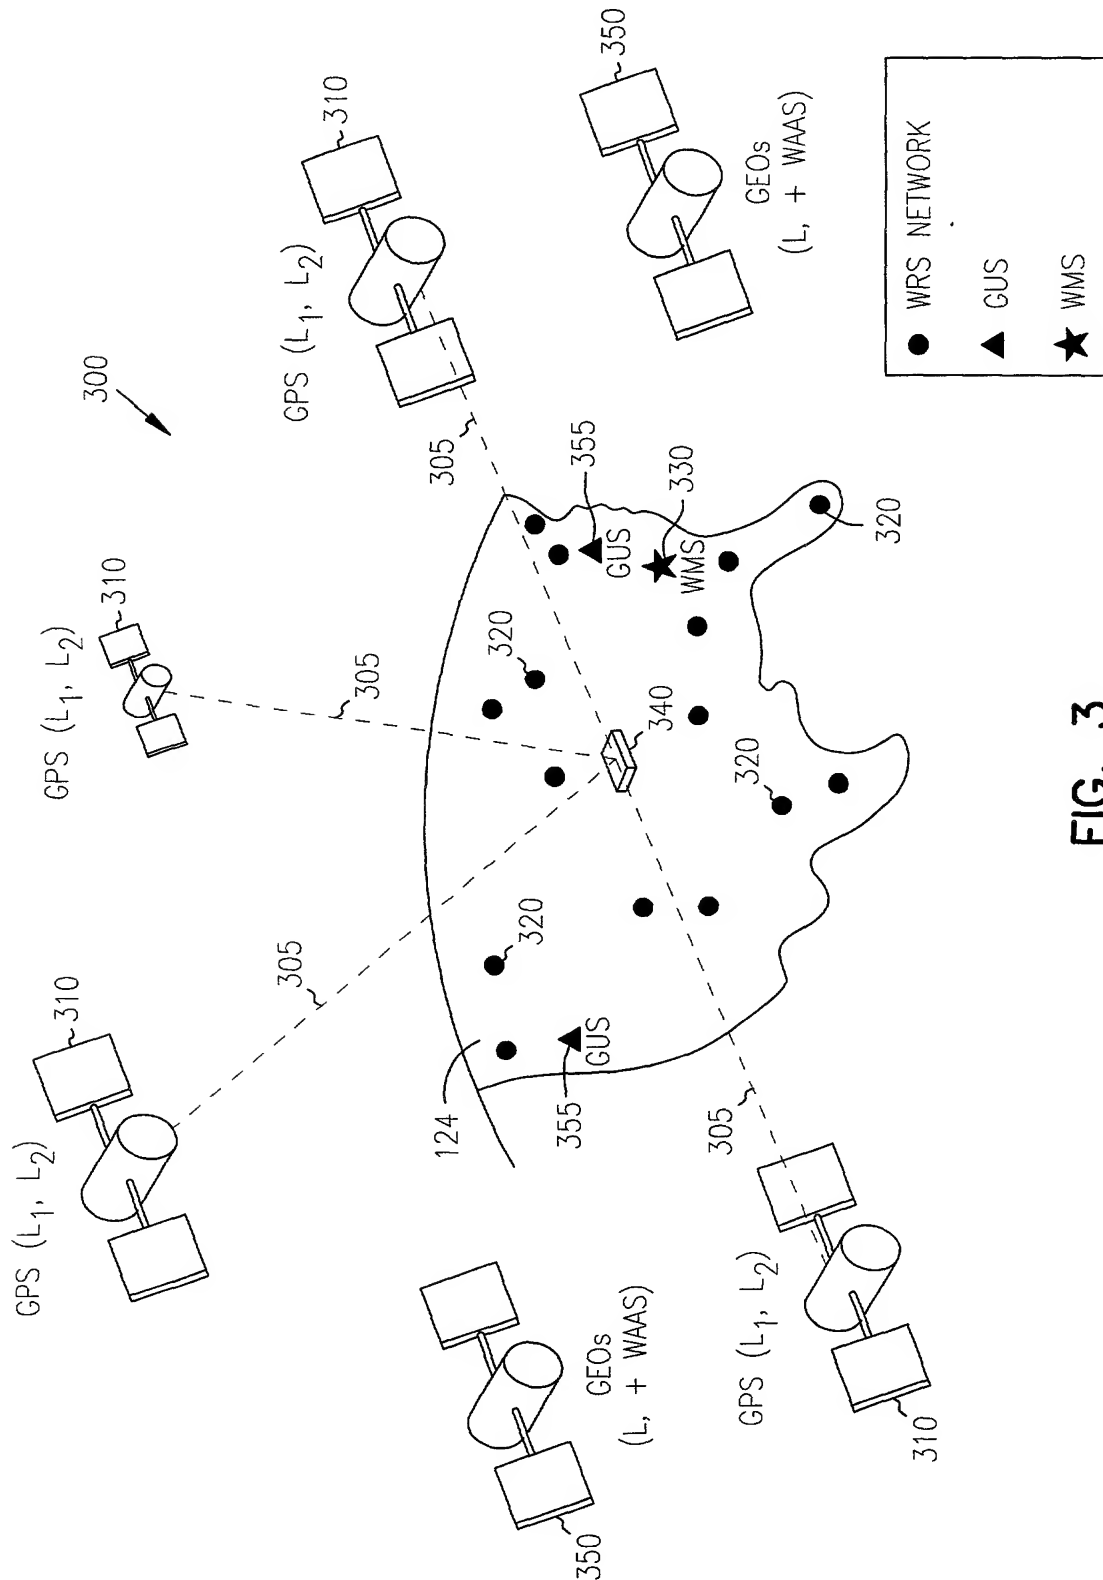 300
GPS (L1, L2)
310
305
GPS (L1, L2)
310
305
GPS (L1, L2)
310
305
GEOs
(L, + WAAS)
350
GEOs
(L, + WAAS)
350
GPS (L1, L2)
310
305
124
320
320
320
320
340
355
GUS
355
GUS
330
WMS
WRS NETWORK
GUS
WMS
FIG. 3